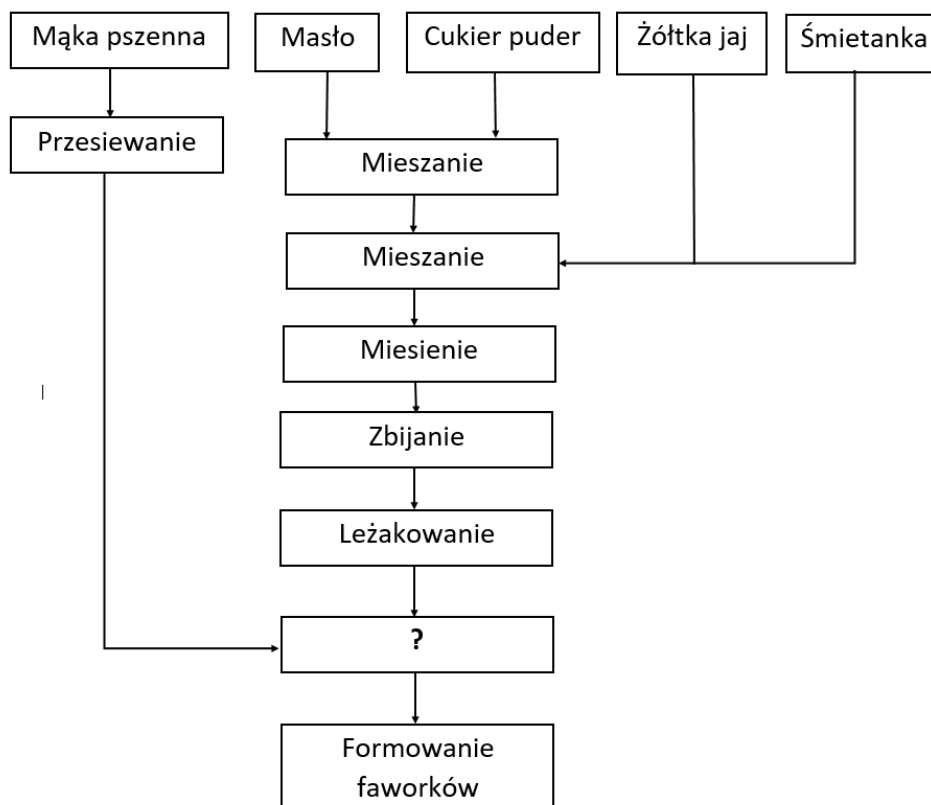 Mąka pszenna
Masło
Cukier puder
Żółtka jaj
Śmietanka
Przesiewanie
Mieszanie
Mieszanie
Miesienie
Zbijanie
Leżakowanie
?
Formowanie
faworków